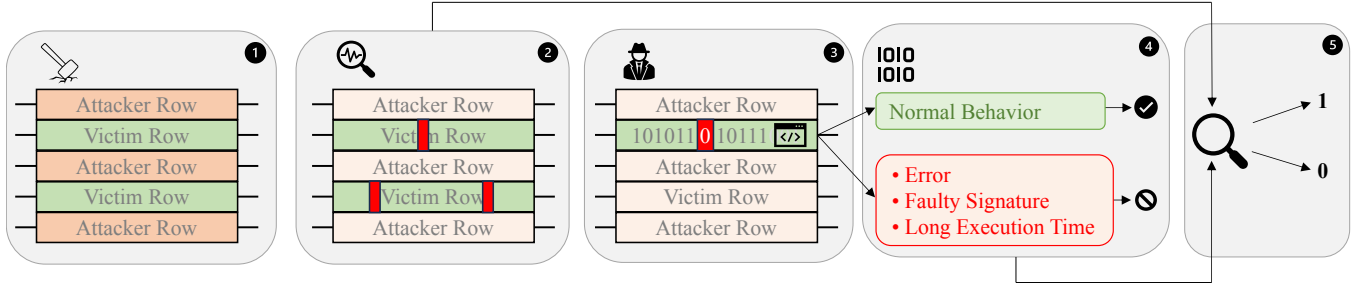 1
Attacker Row
Victim Row
Attacker Row
Victim Row
Attacker Row
2
Attacker Row
Victim Row
Attacker Row
Victim Row
Attacker Row
3
Attacker Row
101011 0 10111 </>
Attacker Row
Victim Row
Attacker Row
4
1010
1010
Normal Behavior
• Error
• Faulty Signature
• Long Execution Time
5
1
0